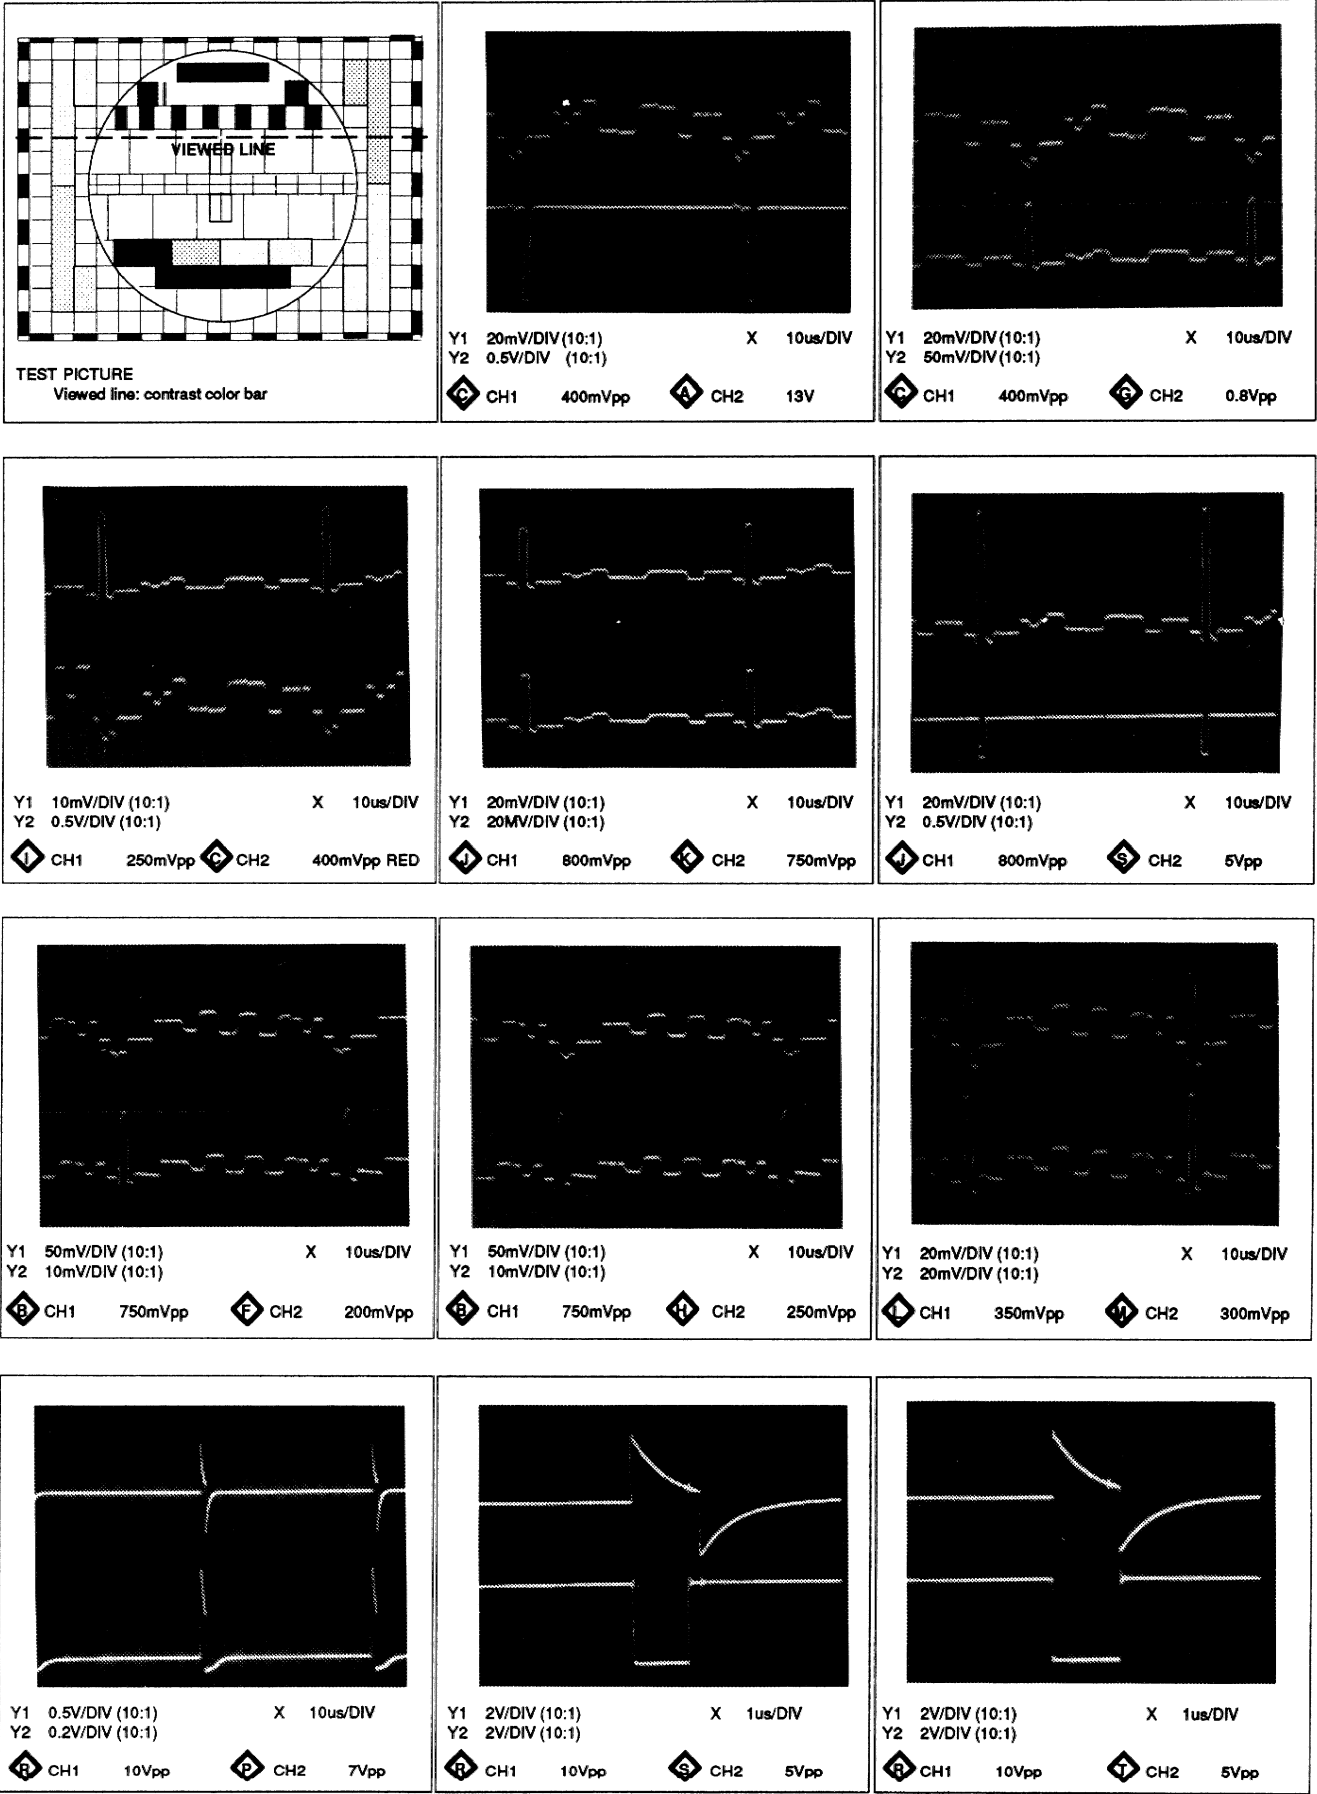 VIEWED LINE
TEST PICTURE
Viewed line: contrast color bar
Y1 20mV/DIV (10:1) X 10us/DIV
Y2 0.5V/DIV (10:1)
C CH1 400mVpp A CH2 13V
Y1 20mV/DIV (10:1) X 10us/DIV
Y2 50mV/DIV (10:1)
C CH1 400mVpp G CH2 0.8Vpp
Y1 10mV/DIV (10:1) X 10us/DIV
Y2 0.5V/DIV (10:1)
I CH1 250mVpp C CH2 400mVpp RED
Y1 20mV/DIV (10:1) X 10us/DIV
Y2 20MV/DIV (10:1)
J CH1 800mVpp K CH2 750mVpp
Y1 20mV/DIV (10:1) X 10us/DIV
Y2 0.5V/DIV (10:1)
J CH1 800mVpp S CH2 5Vpp
Y1 50mV/DIV (10:1) X 10us/DIV
Y2 10mV/DIV (10:1)
B CH1 750mVpp F CH2 200mVpp
Y1 50mV/DIV (10:1) X 10us/DIV
Y2 10mV/DIV (10:1)
B CH1 750mVpp H CH2 250mVpp
Y1 20mV/DIV (10:1) X 10us/DIV
Y2 20mV/DIV (10:1)
L CH1 350mVpp M CH2 300mVpp
Y1 0.5V/DIV (10:1) X 10us/DIV
Y2 0.2V/DIV (10:1)
R CH1 10Vpp P CH2 7Vpp
Y1 2V/DIV (10:1) X 1us/DIV
Y2 2V/DIV (10:1)
R CH1 10Vpp S CH2 5Vpp
Y1 2V/DIV (10:1) X 1us/DIV
Y2 2V/DIV (10:1)
R CH1 10Vpp T CH2 5Vpp